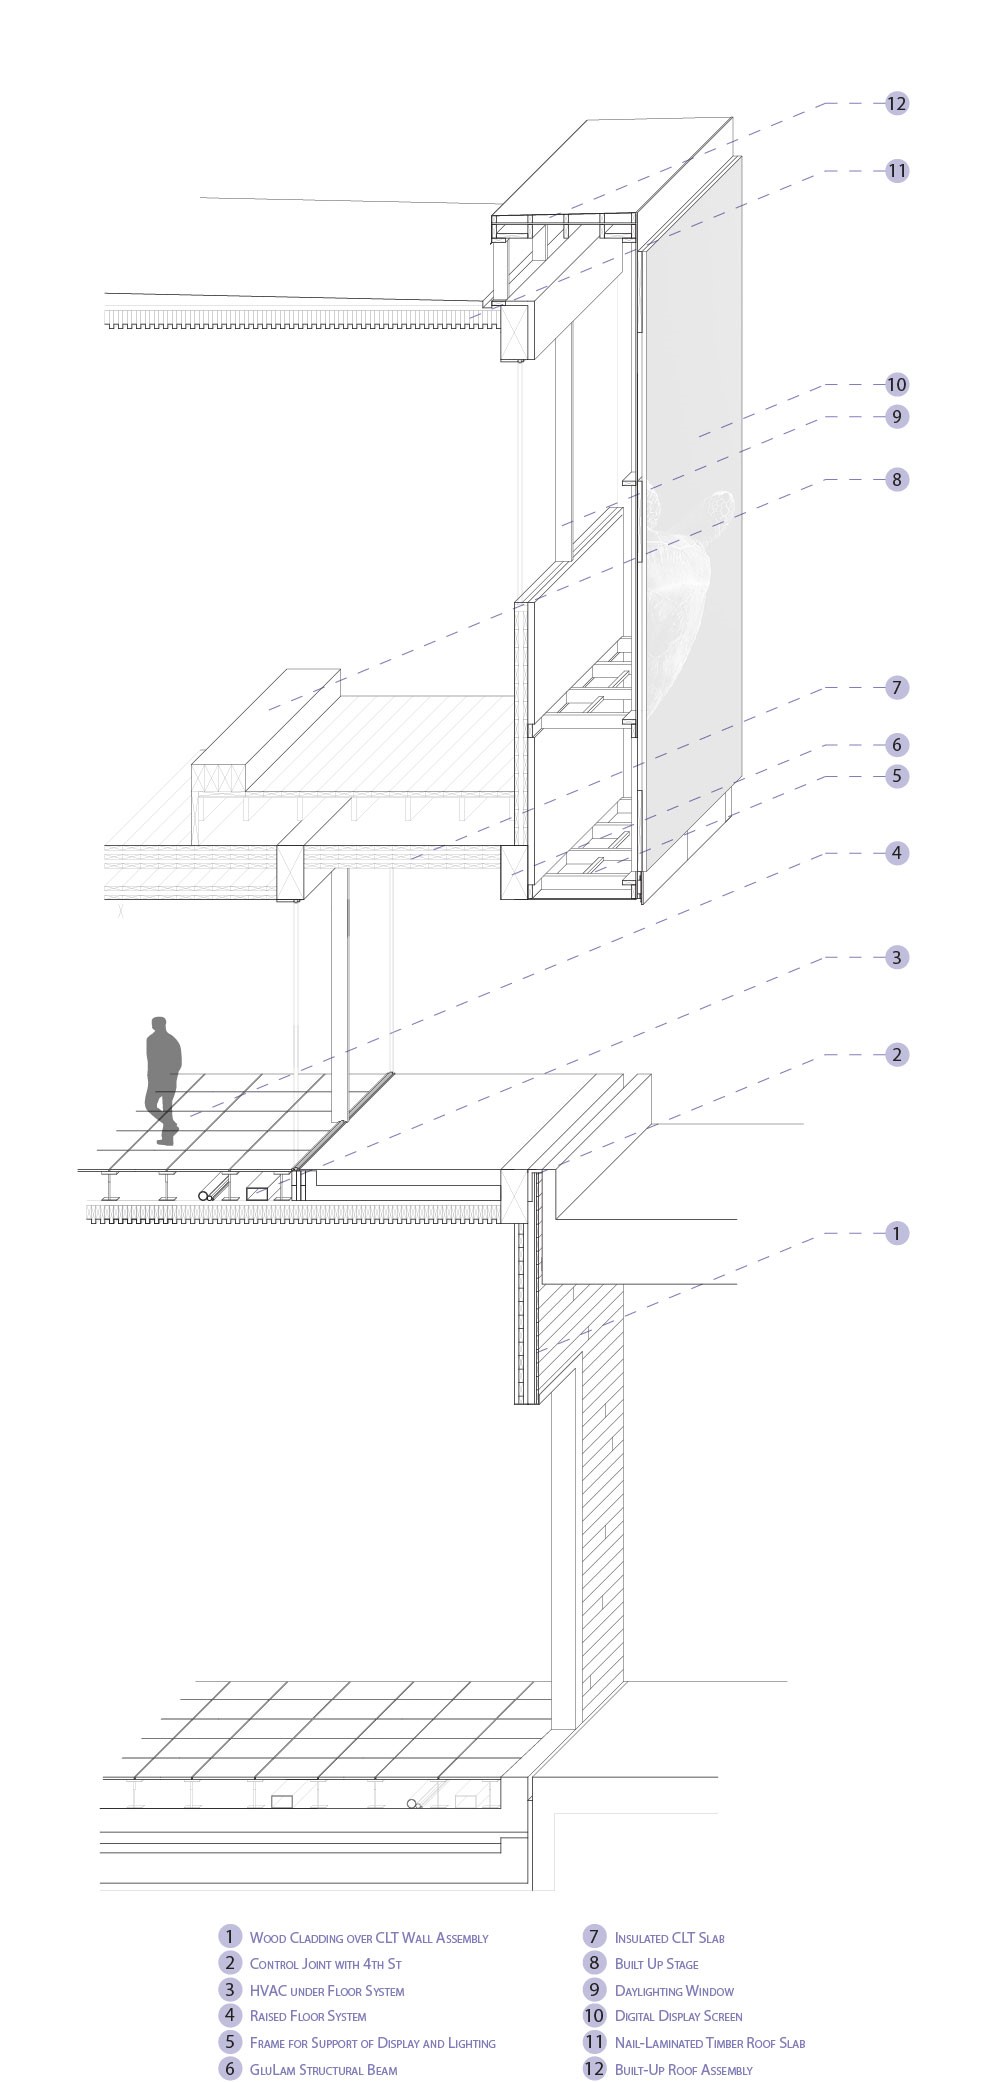 12
11
10
9
8
7
6
5
4
3
2
1
1 Wood Cladding over CLT Wall Assembly
2 Control Joint with 4th St
3 HVAC under Floor System
4 Raised Floor System
5 Frame for Support of Display and Lighting
6 GluLam Structural Beam
7 Insulated CLT Slab
8 Built Up Stage
9 Daylighting Window
10 Digital Display Screen
11 Nail-Laminated Timber Roof Slab
12 Built-Up Roof Assembly